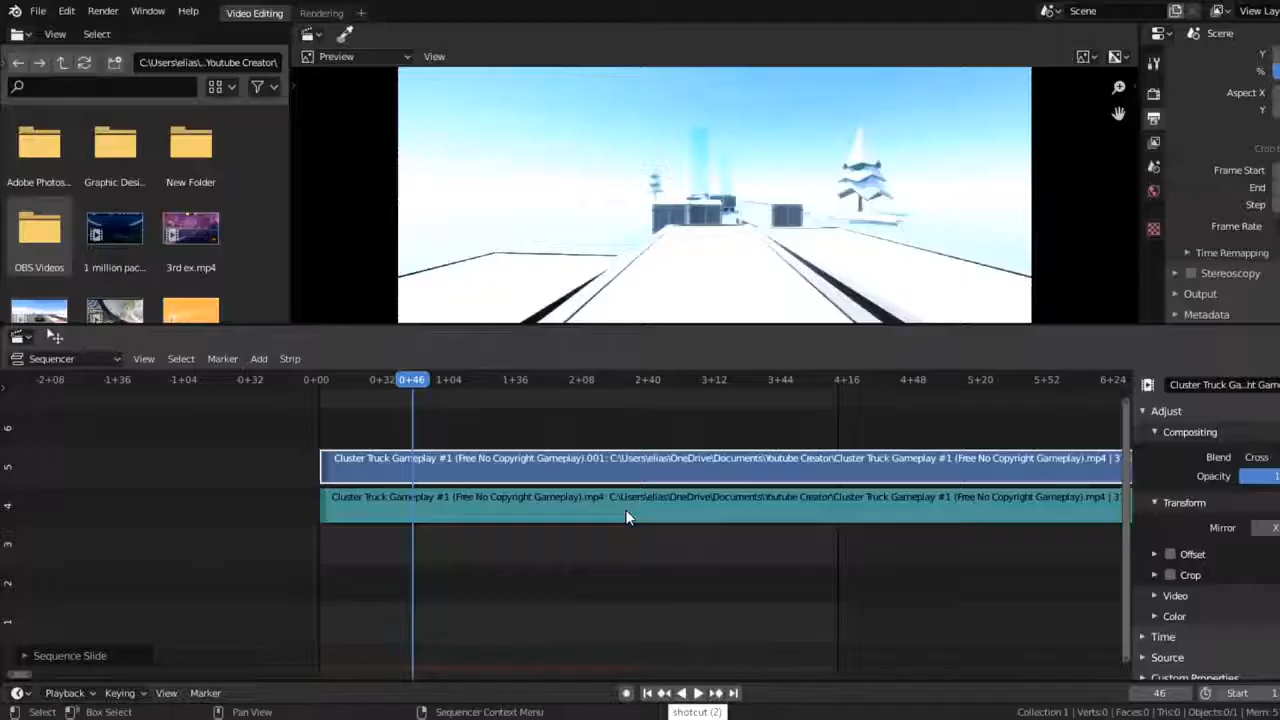 File Edit Render Window Help Video Editing Rendering + Scene View Lay
View Select Scene
C:\Users\elias\...Youtube Creator\ Preview View Y
%
Aspect X
Y
Adobe Photos... Graphic Desi... New Folder
Frame Start
End
Step
Frame Rate
OBS Videos 1 million pac... 3rd ex.mp4
Time Remapping
Stereoscopy
Output
Metadata
Sequencer View Select Marker Add Strip
-2+08 -1+36 -1+04 -0+32 0+00 0+32 0+46 1+04 1+36 2+08 2+40 3+12 3+44 4+16 4+48 5+20 5+52 6+24
Cluster Truck Ga...ht Gam
Adjust
6
Compositing
5 Cluster Truck Gameplay #1 (Free No Copyright Gameplay).001: C:\Users\elias\OneDrive\Documents\Youtube Creator\Cluster Truck Gameplay #1 (Free No Copyright Gameplay).mp4 | 3
Blend Cross
Opacity 1
4 Cluster Truck Gameplay #1 (Free No Copyright Gameplay).mp4: C:\Users\elias\OneDrive\Documents\Youtube Creator\Cluster Truck Gameplay #1 (Free No Copyright Gameplay).mp4 | 3
Transform
Mirror X
3
Offset
2
Crop
Video
1
Color
Time
Sequence Slide Source
Custom Properties
Playback Keying View Marker 46 Start 1
Select Box Select Pan View Sequencer Context Menu shotcut (2) Collection 1 | Verts:0 | Faces:0 | Tris:0 | Objects:0/1 | Mem: